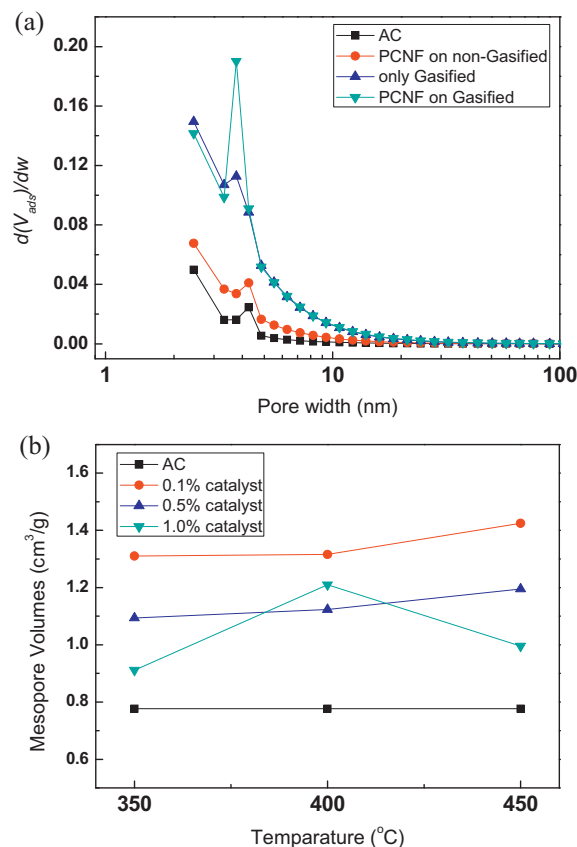 (a)
AC
PCNF on non-Gasified
only Gasified
PCNF on Gasified
0.20
0.16
0.12
0.08
0.04
0.00
d(V_ads)/dw
1
10
100
Pore width (nm)
(b)
AC
0.1% catalyst
0.5% catalyst
1.0% catalyst
1.6
1.4
1.2
1.0
0.8
0.6
Mesopore Volumes (cm³/g)
350
400
450
Temparature (°C)